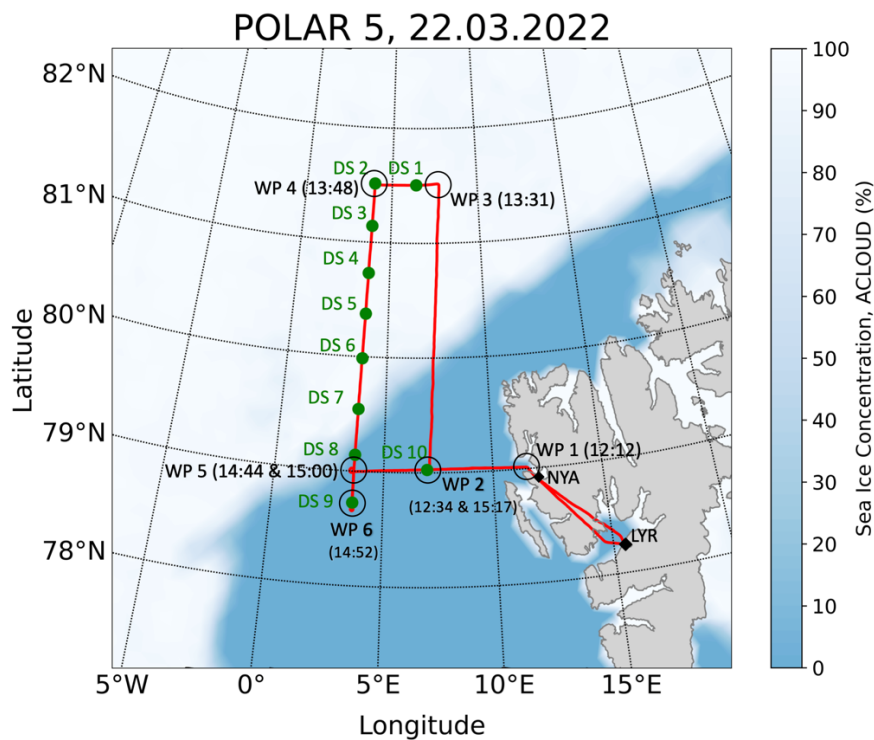 POLAR 5, 22.03.2022
82°N
81°N
80°N
79°N
78°N
Latitude
DS 2
DS 1
WP 4 (13:48)
WP 3 (13:31)
DS 3
DS 4
DS 5
DS 6
DS 7
DS 8
DS 10
WP 1 (12:12)
WP 5 (14:44 & 15:00)
WP 2
NYA
(12:34 & 15:17)
DS 9
WP 6
(14:52)
LYR
5°W
0°
5°E
10°E
15°E
Longitude
100
90
80
70
60
50
40
30
20
10
0
Sea Ice Concentration, ACLOUD (%)